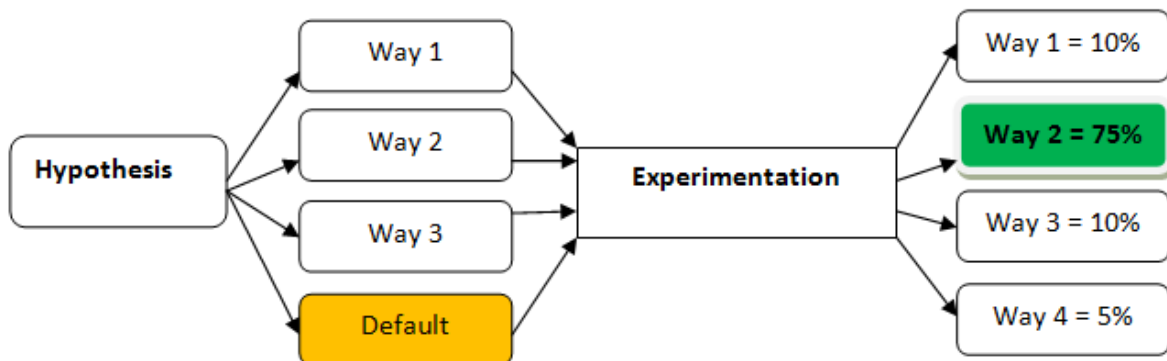 Hypothesis
Way 1
Way 2
Way 3
Default
Experimentation
Way 1 = 10%
Way 2 = 75%
Way 3 = 10%
Way 4 = 5%